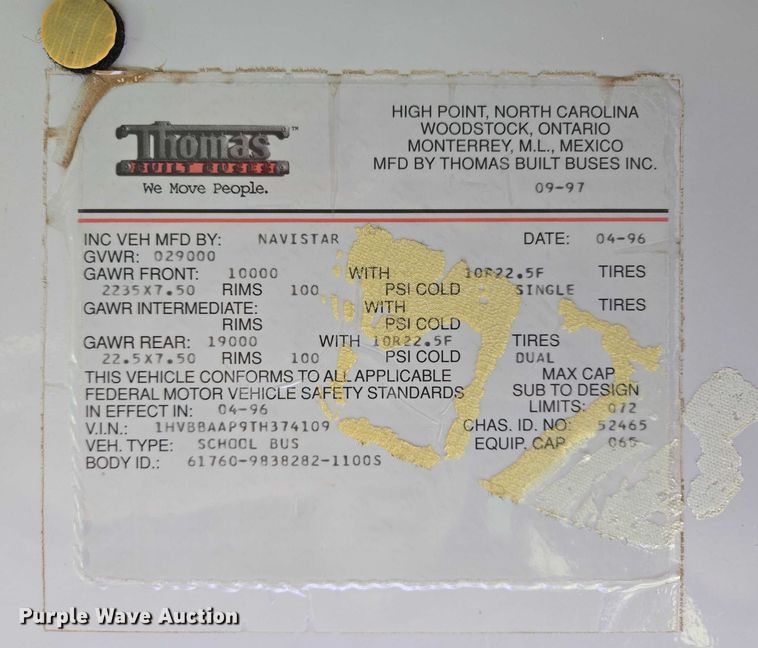 Thomas™
BUILT BUSES
We Move People.
HIGH POINT, NORTH CAROLINA
WOODSTOCK, ONTARIO
MONTERREY, M.L., MEXICO
MFD BY THOMAS BUILT BUSES INC.
09-97
INC VEH MFD BY: NAVISTAR DATE: 04-96
GVWR: 029000
GAWR FRONT: 10000 WITH 10R22.5F TIRES
2235X7.50 RIMS 100 PSI COLD SINGLE
GAWR INTERMEDIATE: WITH TIRES
RIMS PSI COLD
GAWR REAR: 19000 WITH 10R22.5F TIRES
22.5X7.50 RIMS 100 PSI COLD DUAL
THIS VEHICLE CONFORMS TO ALL APPLICABLE MAX CAP
FEDERAL MOTOR VEHICLE SAFETY STANDARDS SUB TO DESIGN
IN EFFECT IN: 04-96 LIMITS: 072
V.I.N.: 1HVBBAAP9TH374109 CHAS. ID. NO: 52465
VEH. TYPE: SCHOOL BUS EQUIP. CAP 065
BODY ID.: 61760-9838282-1100S
Purple Wave Auction